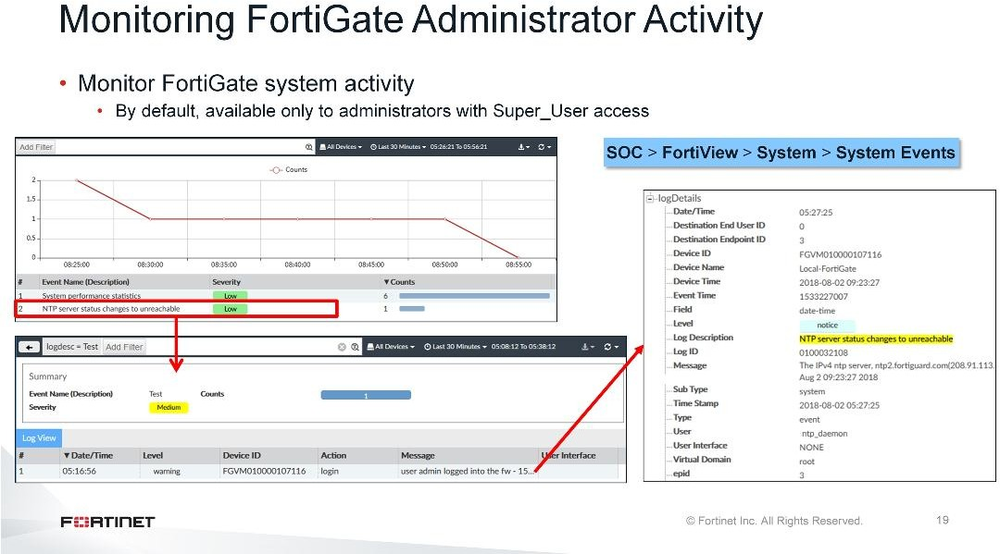 Monitoring FortiGate Administrator Activity
• Monitor FortiGate system activity
• By default, available only to administrators with Super_User access
Add Filter All Devices Last 30 Minutes 05:26:21 To 05:56:21
Counts
2
1.5
1
0.5
0
08:25:00 08:30:00 08:35:00 08:40:00 08:45:00 08:50:00 08:55:00
# Event Name (Description) Severity ▼Counts
1 System performance statistics Low 6
2 NTP server status changes to unreachable Low 1
logdesc = Test Add Filter All Devices Last 30 Minutes 05:08:12 To 05:38:12
Summary
Event Name (Description) Test Counts 1
Severity Medium
Log View
# ▼Date/Time Level Device ID Action Message User Interface
1 05:16:56 warning FGVM010000107116 login user admin logged into the fw - 15...
SOC > FortiView > System > System Events
logDetails
Date/Time 05:27:25
Destination End User ID 0
Destination Endpoint ID 3
Device ID FGVM010000107116
Device Name Local-FortiGate
Device Time 2018-08-02 09:23:27
Event Time 1533227007
Field date-time
Level notice
Log Description NTP server status changes to unreachable
Log ID 0100032108
Message The IPv4 ntp server, ntp2.fortiguard.com(208.91.113.
Aug 2 09:23:27 2018
Sub Type system
Time Stamp 2018-08-02 05:27:25
Type event
User ntp_daemon
User Interface NONE
Virtual Domain root
epid 3
FORTINET
© Fortinet Inc. All Rights Reserved. 19